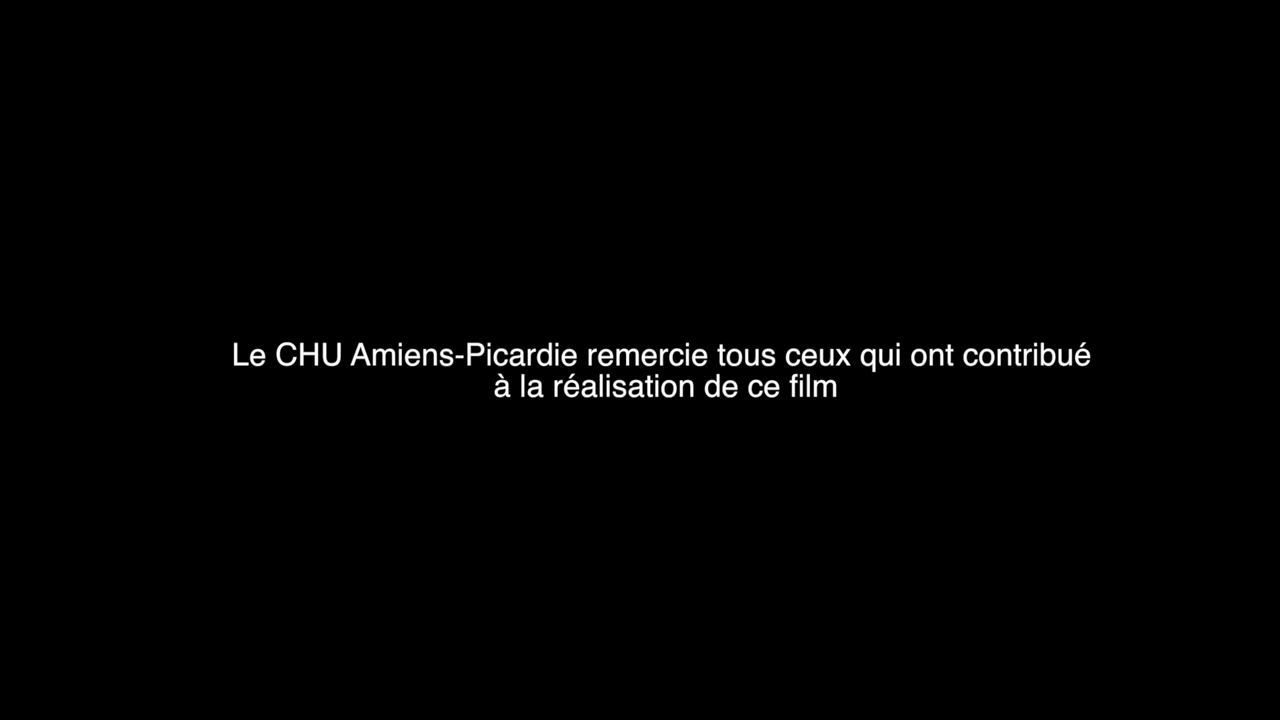 Le CHU Amiens-Picardie remercie tous ceux qui ont contribué
à la réalisation de ce film